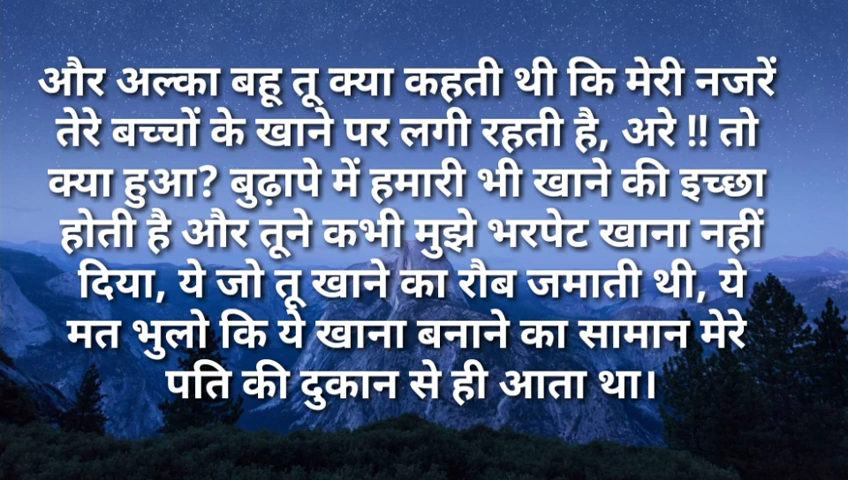 और अल्का बहू तू क्या कहती थी कि मेरी नजरें
तेरे बच्चों के खाने पर लगी रहती है, अरे !! तो
क्या हुआ? बुढ़ापे में हमारी भी खाने की इच्छा
होती है और तूने कभी मुझे भरपेट खाना नहीं
दिया, ये जो तू खाने का रौब जमाती थी, ये
मत भुलो कि ये खाना बनाने का सामान मेरे
पति की दुकान से ही आता था।